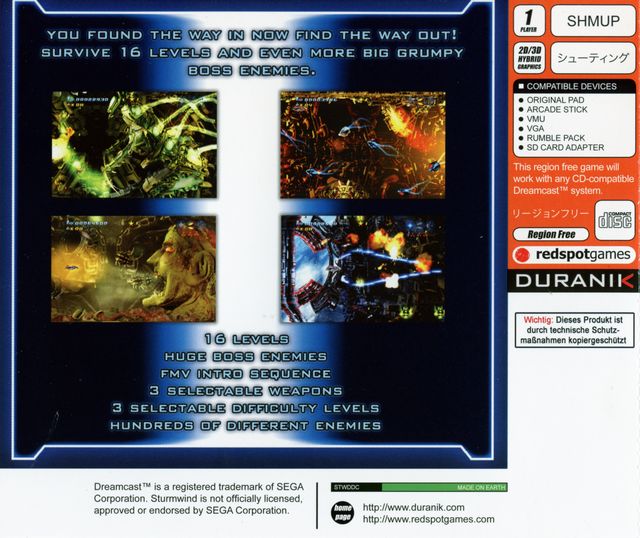 YOU FOUND THE WAY IN NOW FIND THE WAY OUT!
SURVIVE 16 LEVELS AND EVEN MORE BIG GRUMPY
BOSS ENEMIES.
16 LEVELS
HUGE BOSS ENEMIES
FMV INTRO SEQUENCE
3 SELECTABLE WEAPONS
3 SELECTABLE DIFFICULTY LEVELS
HUNDREDS OF DIFFERENT ENEMIES
1
PLAYER
SHMUP
2D/3D
HYBRID
GRAPHICS
シューティング
COMPATIBLE DEVICES
ORIGINAL PAD
ARCADE STICK
VMU
VGA
RUMBLE PACK
SD CARD ADAPTER
This region free game will
work with any CD-compatible
Dreamcast™ system.
リージョンフリー
COMPACT
disc
Region Free
redspotgames
DURANIK
Wichtig: Dieses Produkt ist
durch technische Schutz-
maßnahmen kopiergeschützt
Dreamcast™ is a registered trademark of SEGA
Corporation. Sturmwind is not officially licensed,
approved or endorsed by SEGA Corporation.
STWDDC
MADE ON EARTH
home
page
http://www.duranik.com
http://www.redspotgames.com